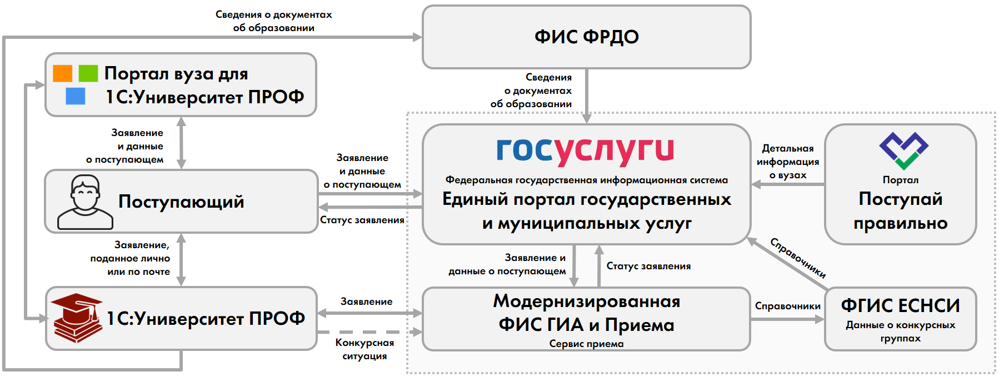 Сведения о документах
об образовании
ФИС ФРДО
Портал вуза для
1С:Университет ПРОФ
Сведения
о документах
об образовании
Заявление
и данные
о поступающем
госуслуги
Федеральная государственная информационная система
Единый портал государственных
и муниципальных услуг
Детальная
информация
о вузах
Портал
Поступай
правильно
Заявление
и данные
о поступающем
Поступающий
Статус заявления
Заявление,
поданное лично
или по почте
Заявление и
данные о поступающем
Статус заявления
Справочники
1С:Университет ПРОФ
Заявление
Конкурсная
ситуация
Модернизированная
ФИС ГИА и Приема
Сервис приема
Справочники
ФГИС ЕСНСИ
Данные о конкурсных
группах